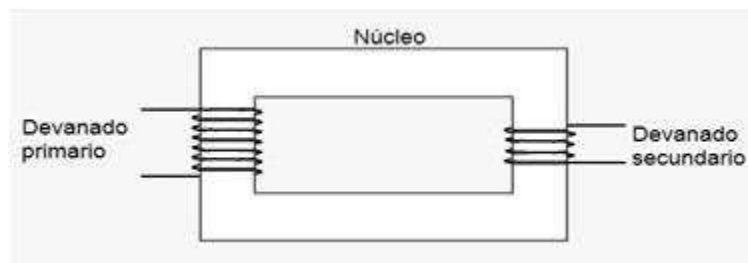 Núcleo
Devanado
primario
Devanado
secundario